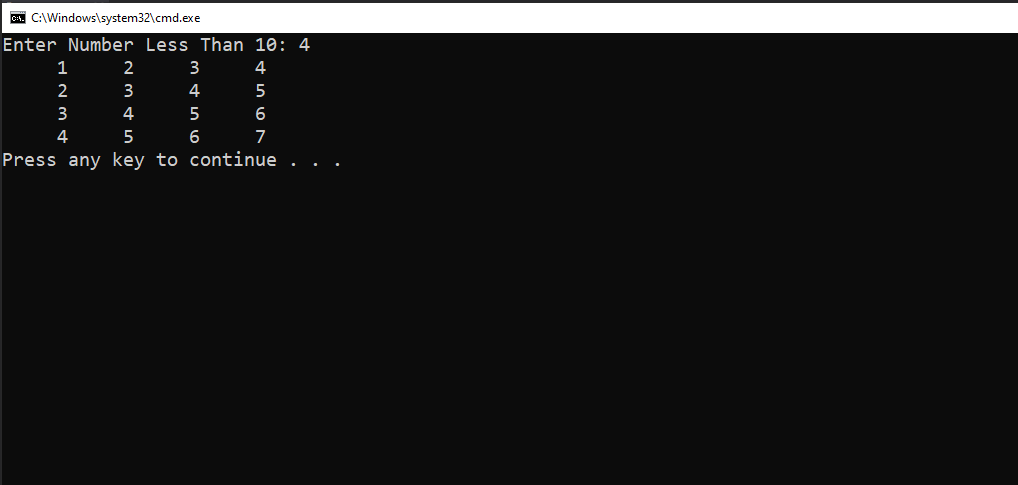 C:\Windows\system32\cmd.exe
Enter Number Less Than 10: 4
     1     2     3     4
     2     3     4     5
     3     4     5     6
     4     5     6     7
Press any key to continue . . .